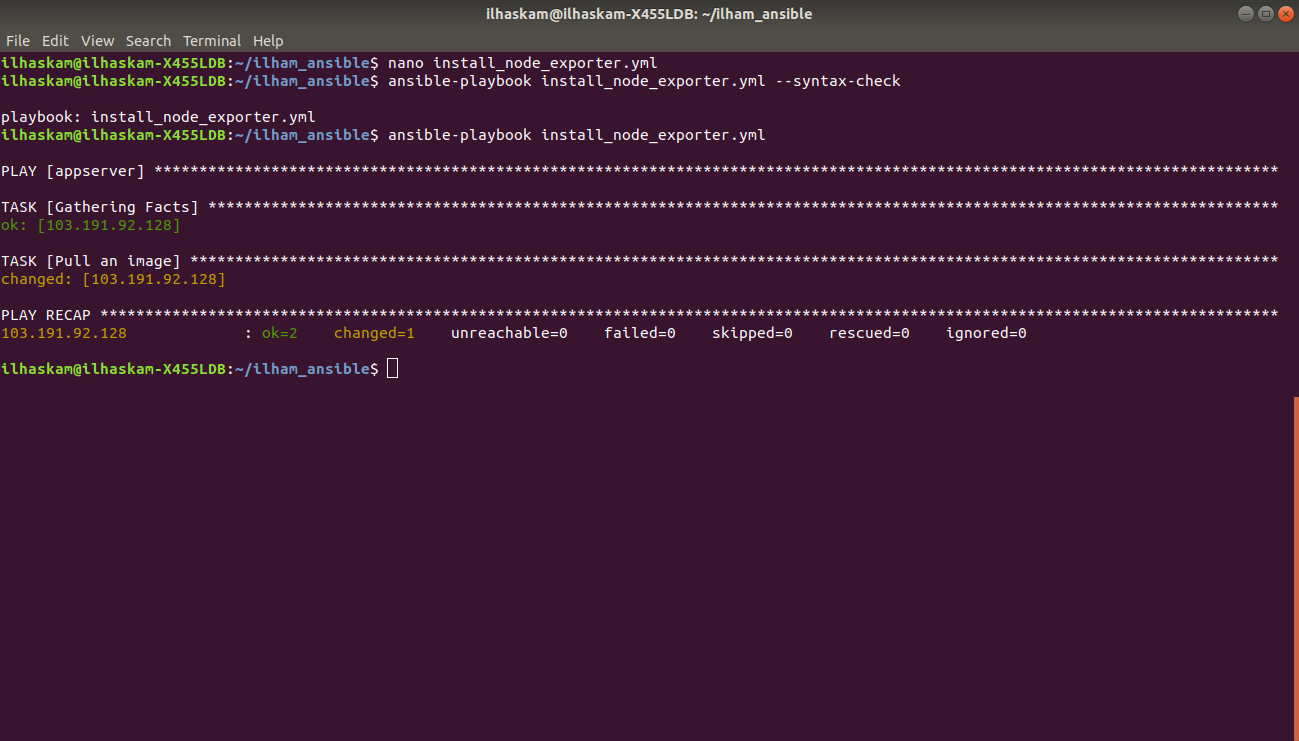 ilhaskam@ilhaskam-X455LDB: ~/ilham_ansible
File Edit View Search Terminal Help
ilhaskam@ilhaskam-X455LDB:~/ilham_ansible$ nano install_node_exporter.yml
ilhaskam@ilhaskam-X455LDB:~/ilham_ansible$ ansible-playbook install_node_exporter.yml --syntax-check
playbook: install_node_exporter.yml
ilhaskam@ilhaskam-X455LDB:~/ilham_ansible$ ansible-playbook install_node_exporter.yml
PLAY [appserver] *****************************************************************************************************************************
TASK [Gathering Facts] ***********************************************************************************************************************
ok: [103.191.92.128]
TASK [Pull an image] *************************************************************************************************************************
changed: [103.191.92.128]
PLAY RECAP ***********************************************************************************************************************************
103.191.92.128             : ok=2    changed=1    unreachable=0    failed=0    skipped=0    rescued=0    ignored=0
ilhaskam@ilhaskam-X455LDB:~/ilham_ansible$